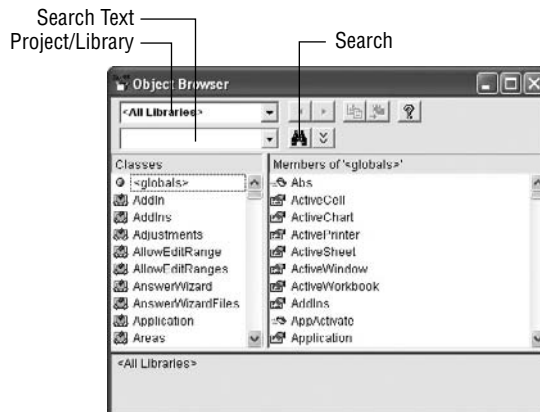 Search Text
Project/Library
Search
Object Browser
<All Libraries>
Classes
Members of '<globals>'
<globals>
AddIn
AddIns
Adjustments
AllowEditRange
AllowEditRanges
AnswerWizard
AnswerWizardFiles
Application
Areas
Abs
ActiveCell
ActiveChart
ActivePrinter
ActiveSheet
ActiveWindow
ActiveWorkbook
AddIns
AppActivate
Application
<All Libraries>